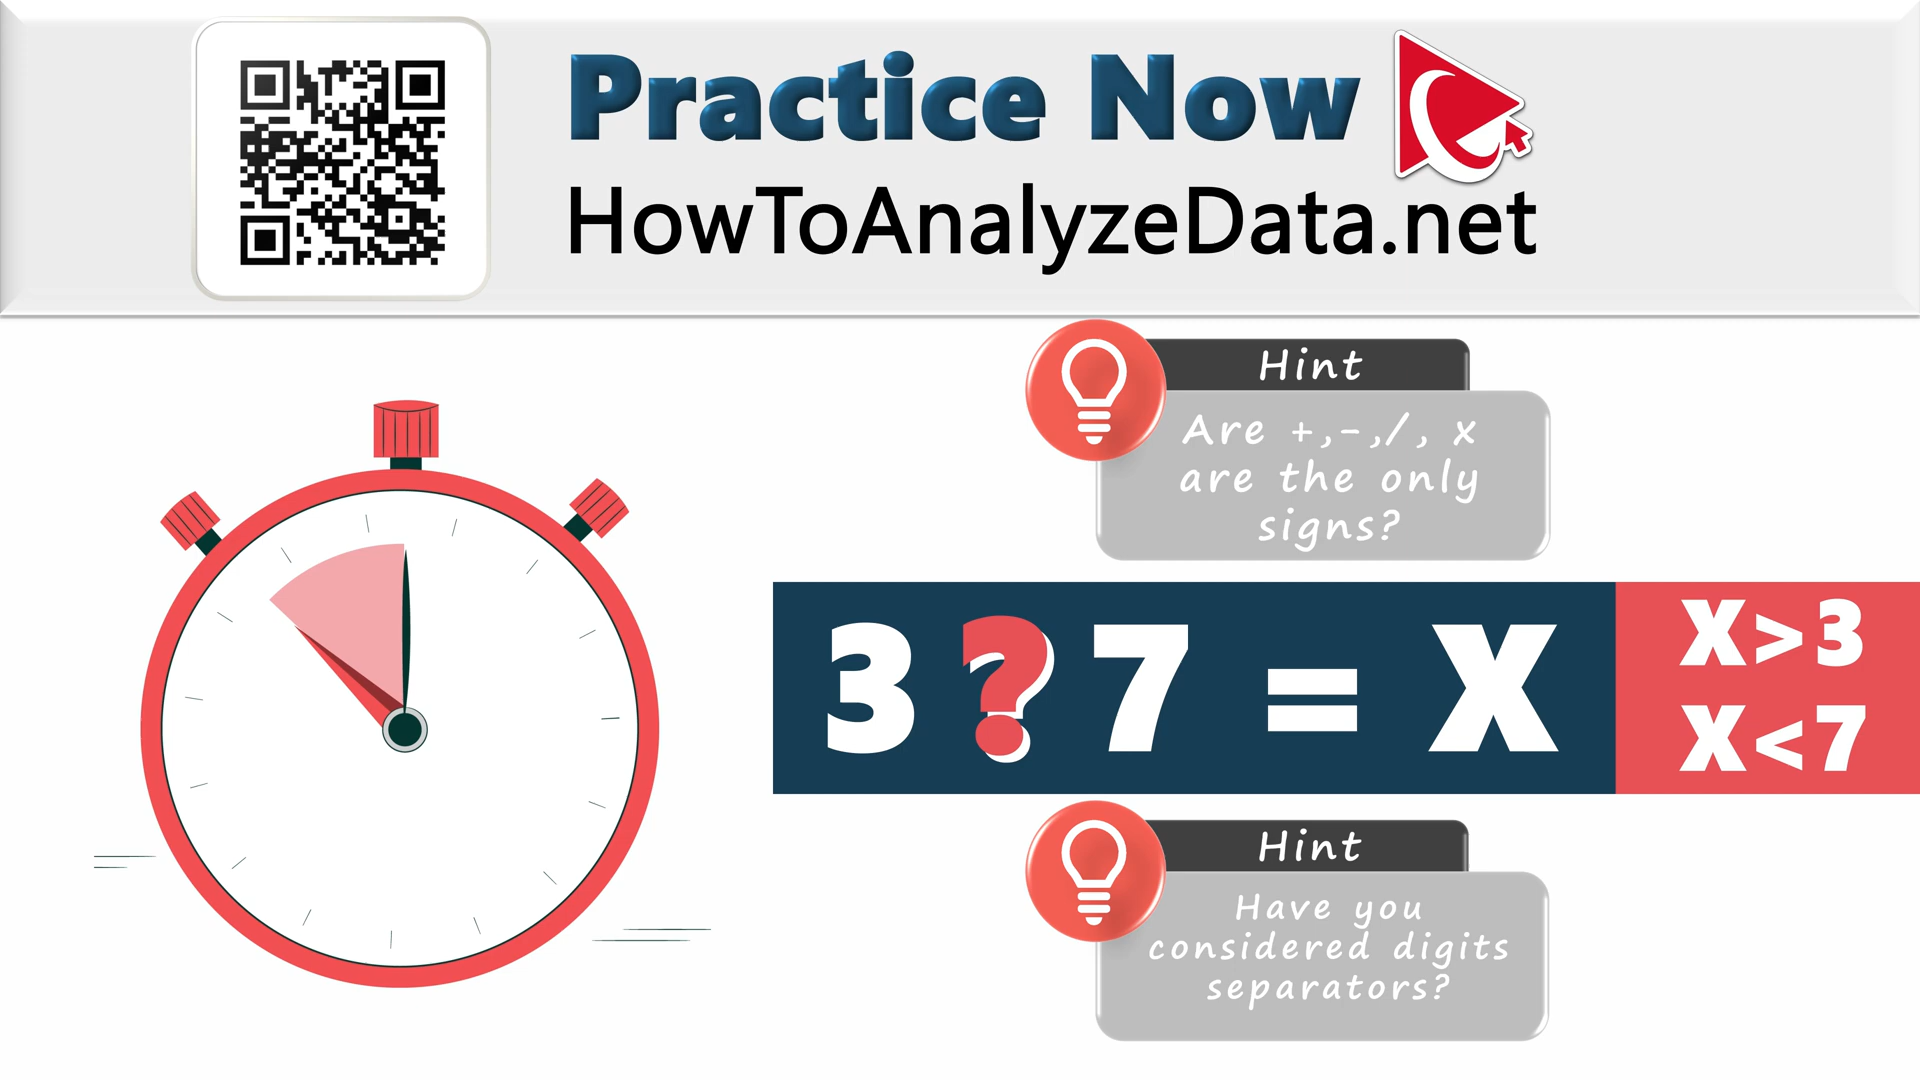 Practice Now
HowToAnalyzeData.net
Hint
Are +,-,/, x
are the only
signs?
3 ? 7 = X
X>3
X<7
Hint
Have you
considered digits
separators?